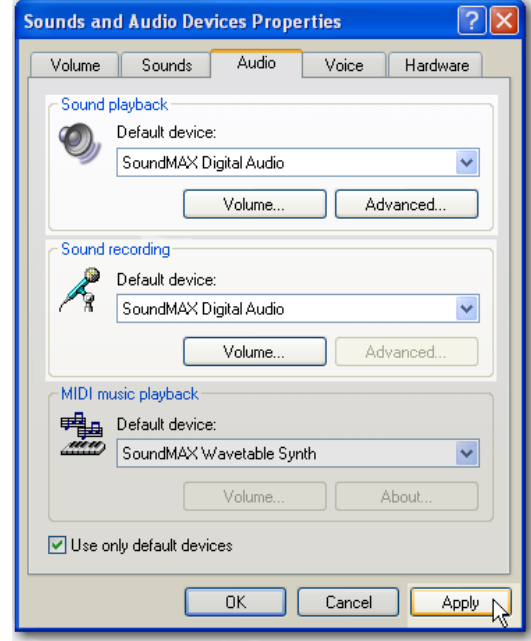 Sounds and Audio Devices Properties
Volume Sounds Audio Voice Hardware
Sound playback
Default device:
SoundMAX Digital Audio
Volume... Advanced...
Sound recording
Default device:
SoundMAX Digital Audio
Volume... Advanced...
MIDI music playback
Default device:
SoundMAX Wavetable Synth
Volume... About...
Use only default devices
OK Cancel Apply